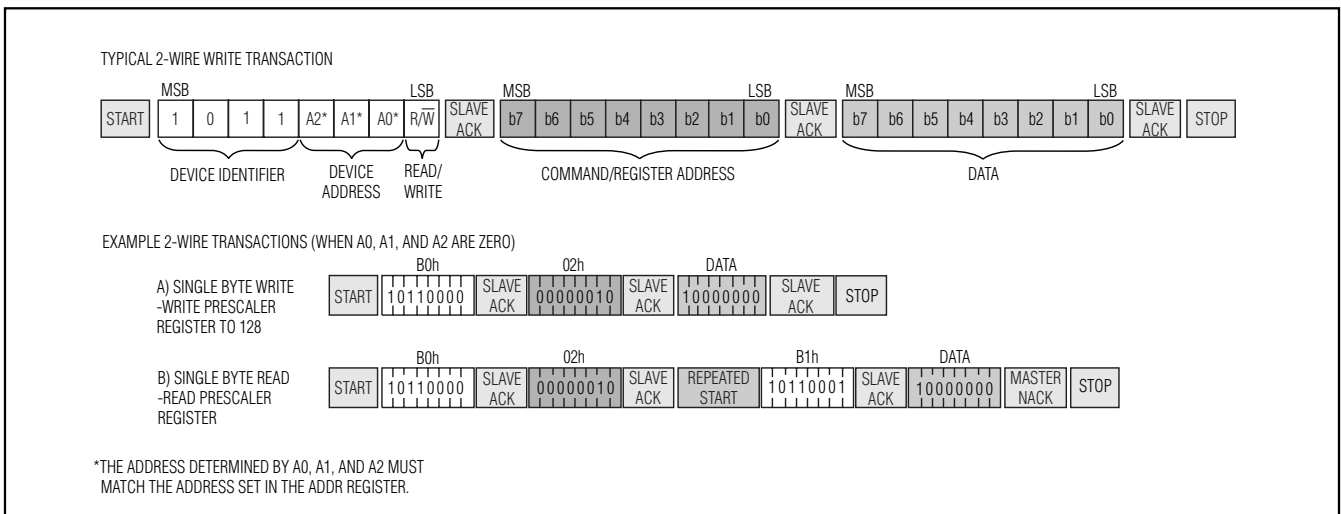 TYPICAL 2-WIRE WRITE TRANSACTION
MSB LSB MSB LSB MSB LSB
START 1 0 1 1 A2* A1* A0* R/W̅ SLAVE ACK b7 b6 b5 b4 b3 b2 b1 b0 SLAVE ACK b7 b6 b5 b4 b3 b2 b1 b0 SLAVE ACK STOP
DEVICE IDENTIFIER DEVICE ADDRESS READ/ WRITE COMMAND/REGISTER ADDRESS DATA
EXAMPLE 2-WIRE TRANSACTIONS (WHEN A0, A1, AND A2 ARE ZERO)
B0h 02h DATA
A) SINGLE BYTE WRITE
-WRITE PRESCALER
REGISTER TO 128
START 10110000 SLAVE ACK 00000010 SLAVE ACK 10000000 SLAVE ACK STOP
B0h 02h B1h DATA
B) SINGLE BYTE READ
-READ PRESCALER
REGISTER
START 10110000 SLAVE ACK 00000010 SLAVE ACK REPEATED START 10110001 SLAVE ACK 10000000 MASTER NACK STOP
*THE ADDRESS DETERMINED BY A0, A1, AND A2 MUST
MATCH THE ADDRESS SET IN THE ADDR REGISTER.